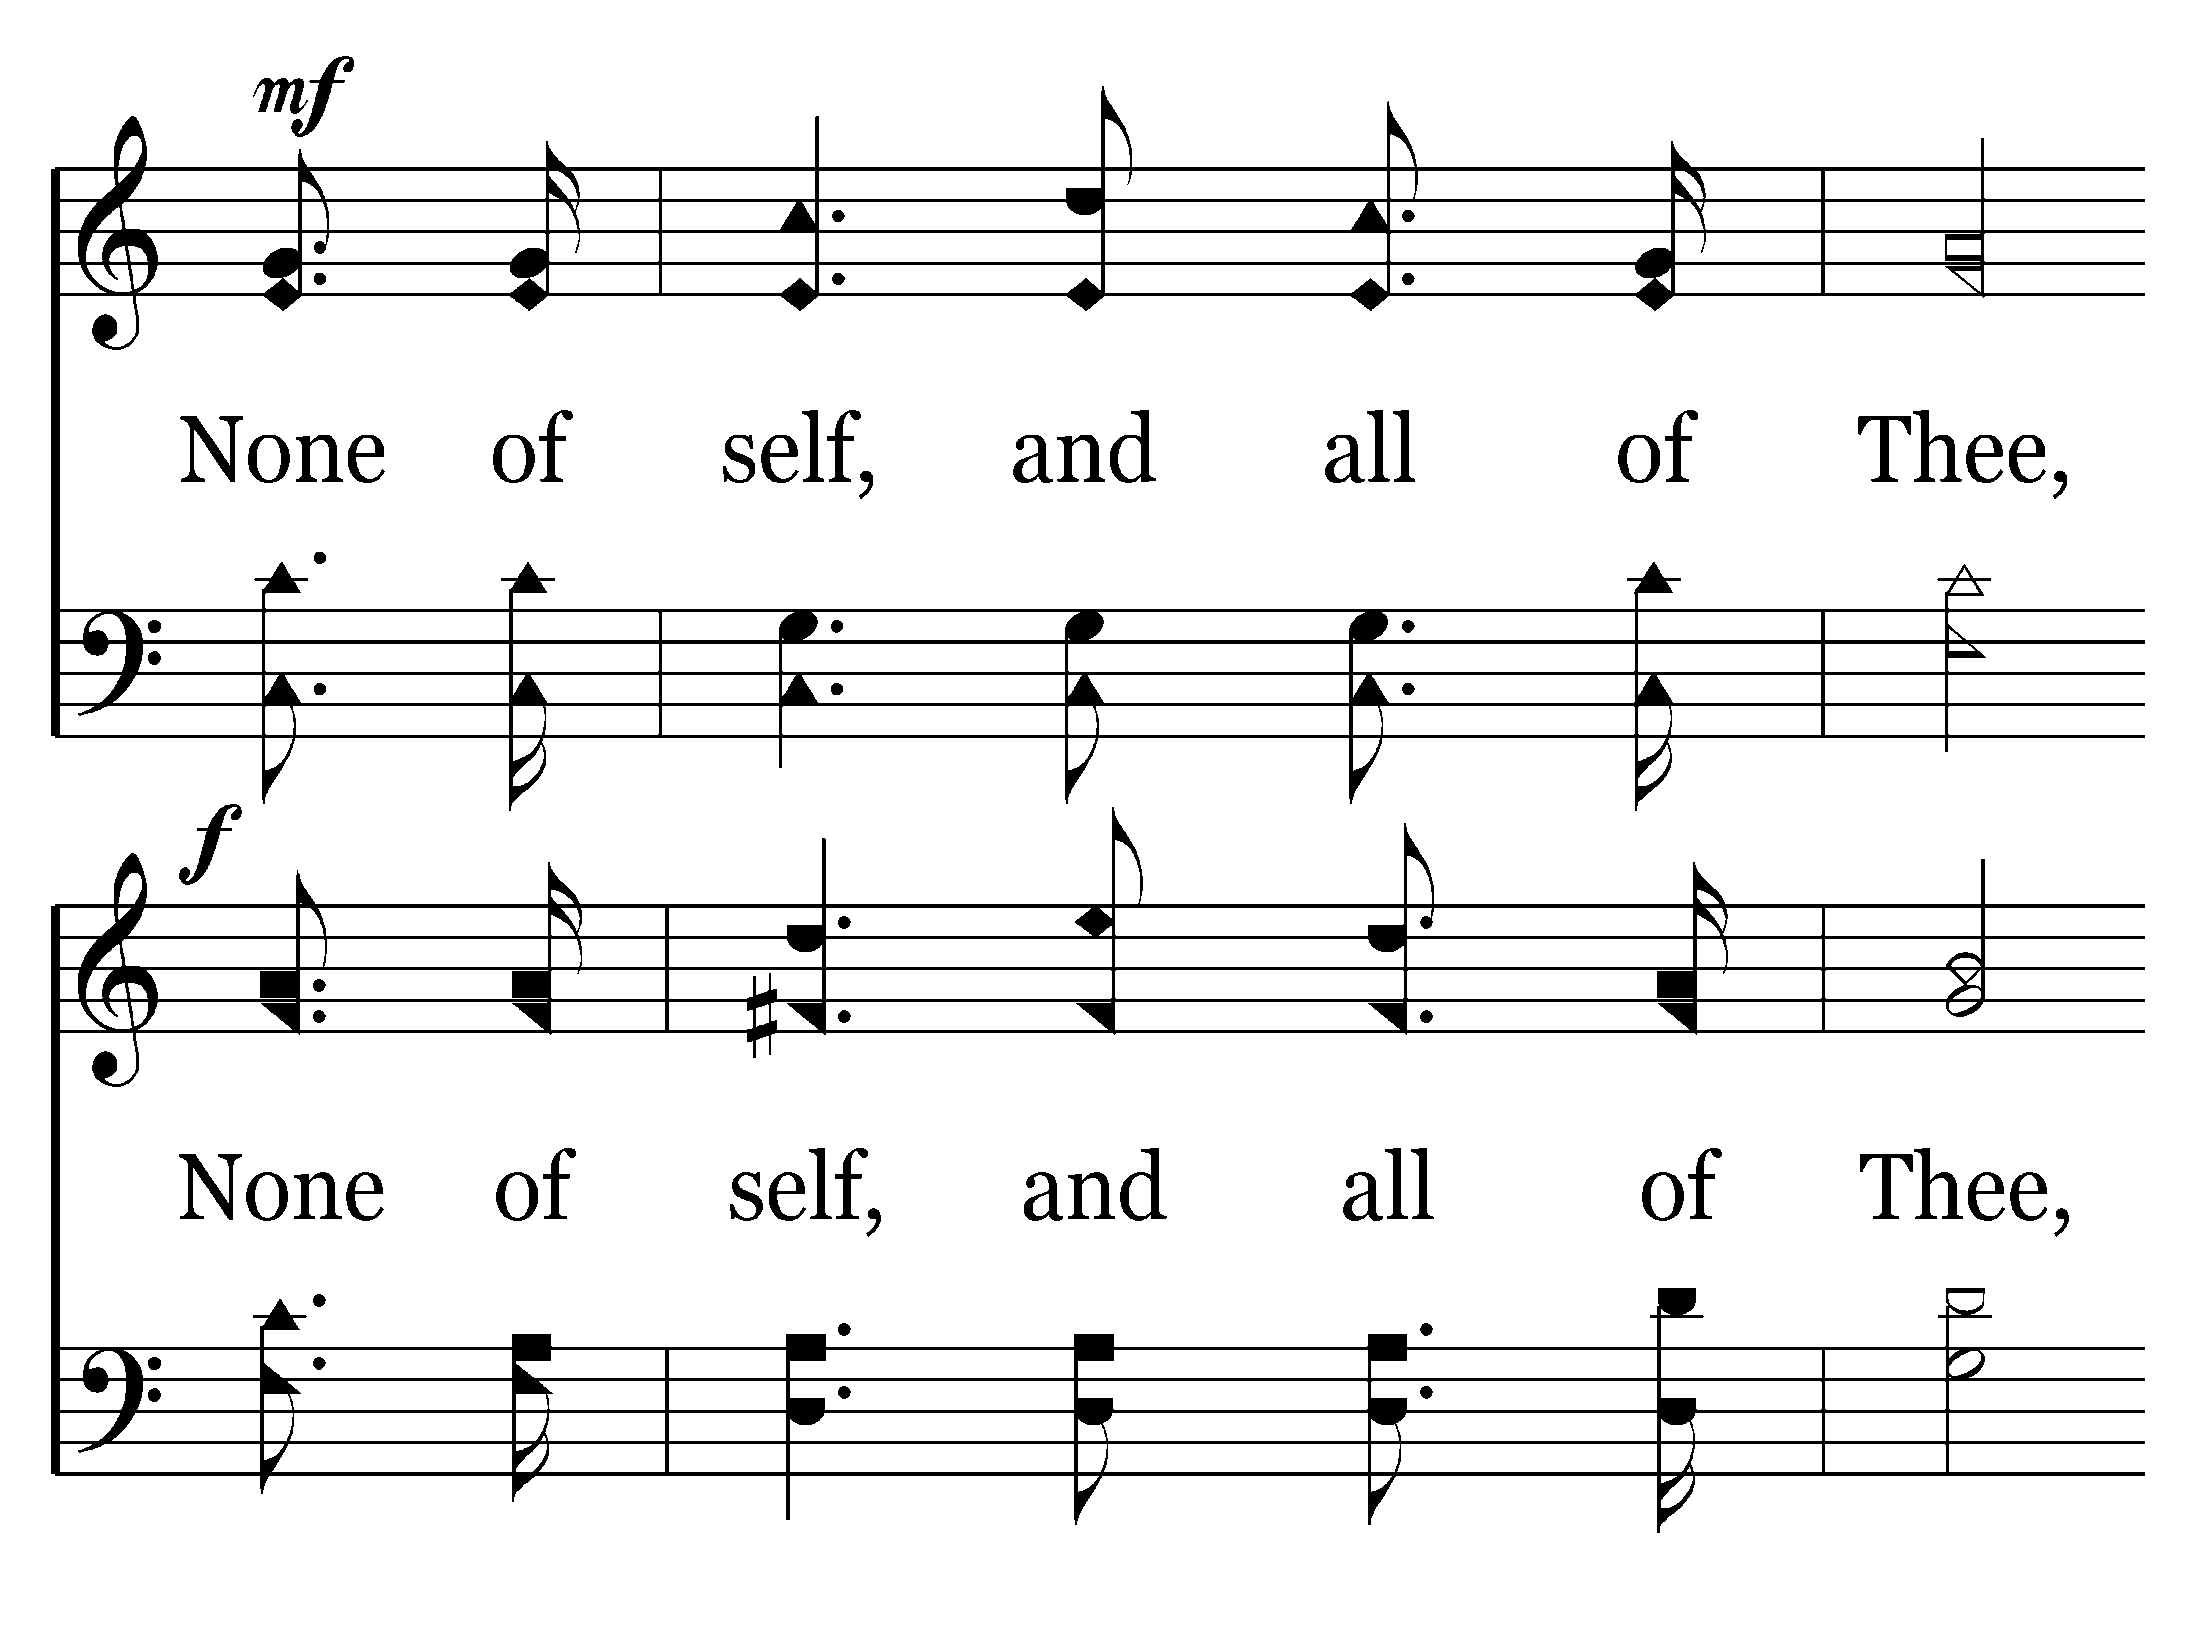 mf
None of self, and all of Thee,
f
None of self, and all of Thee,